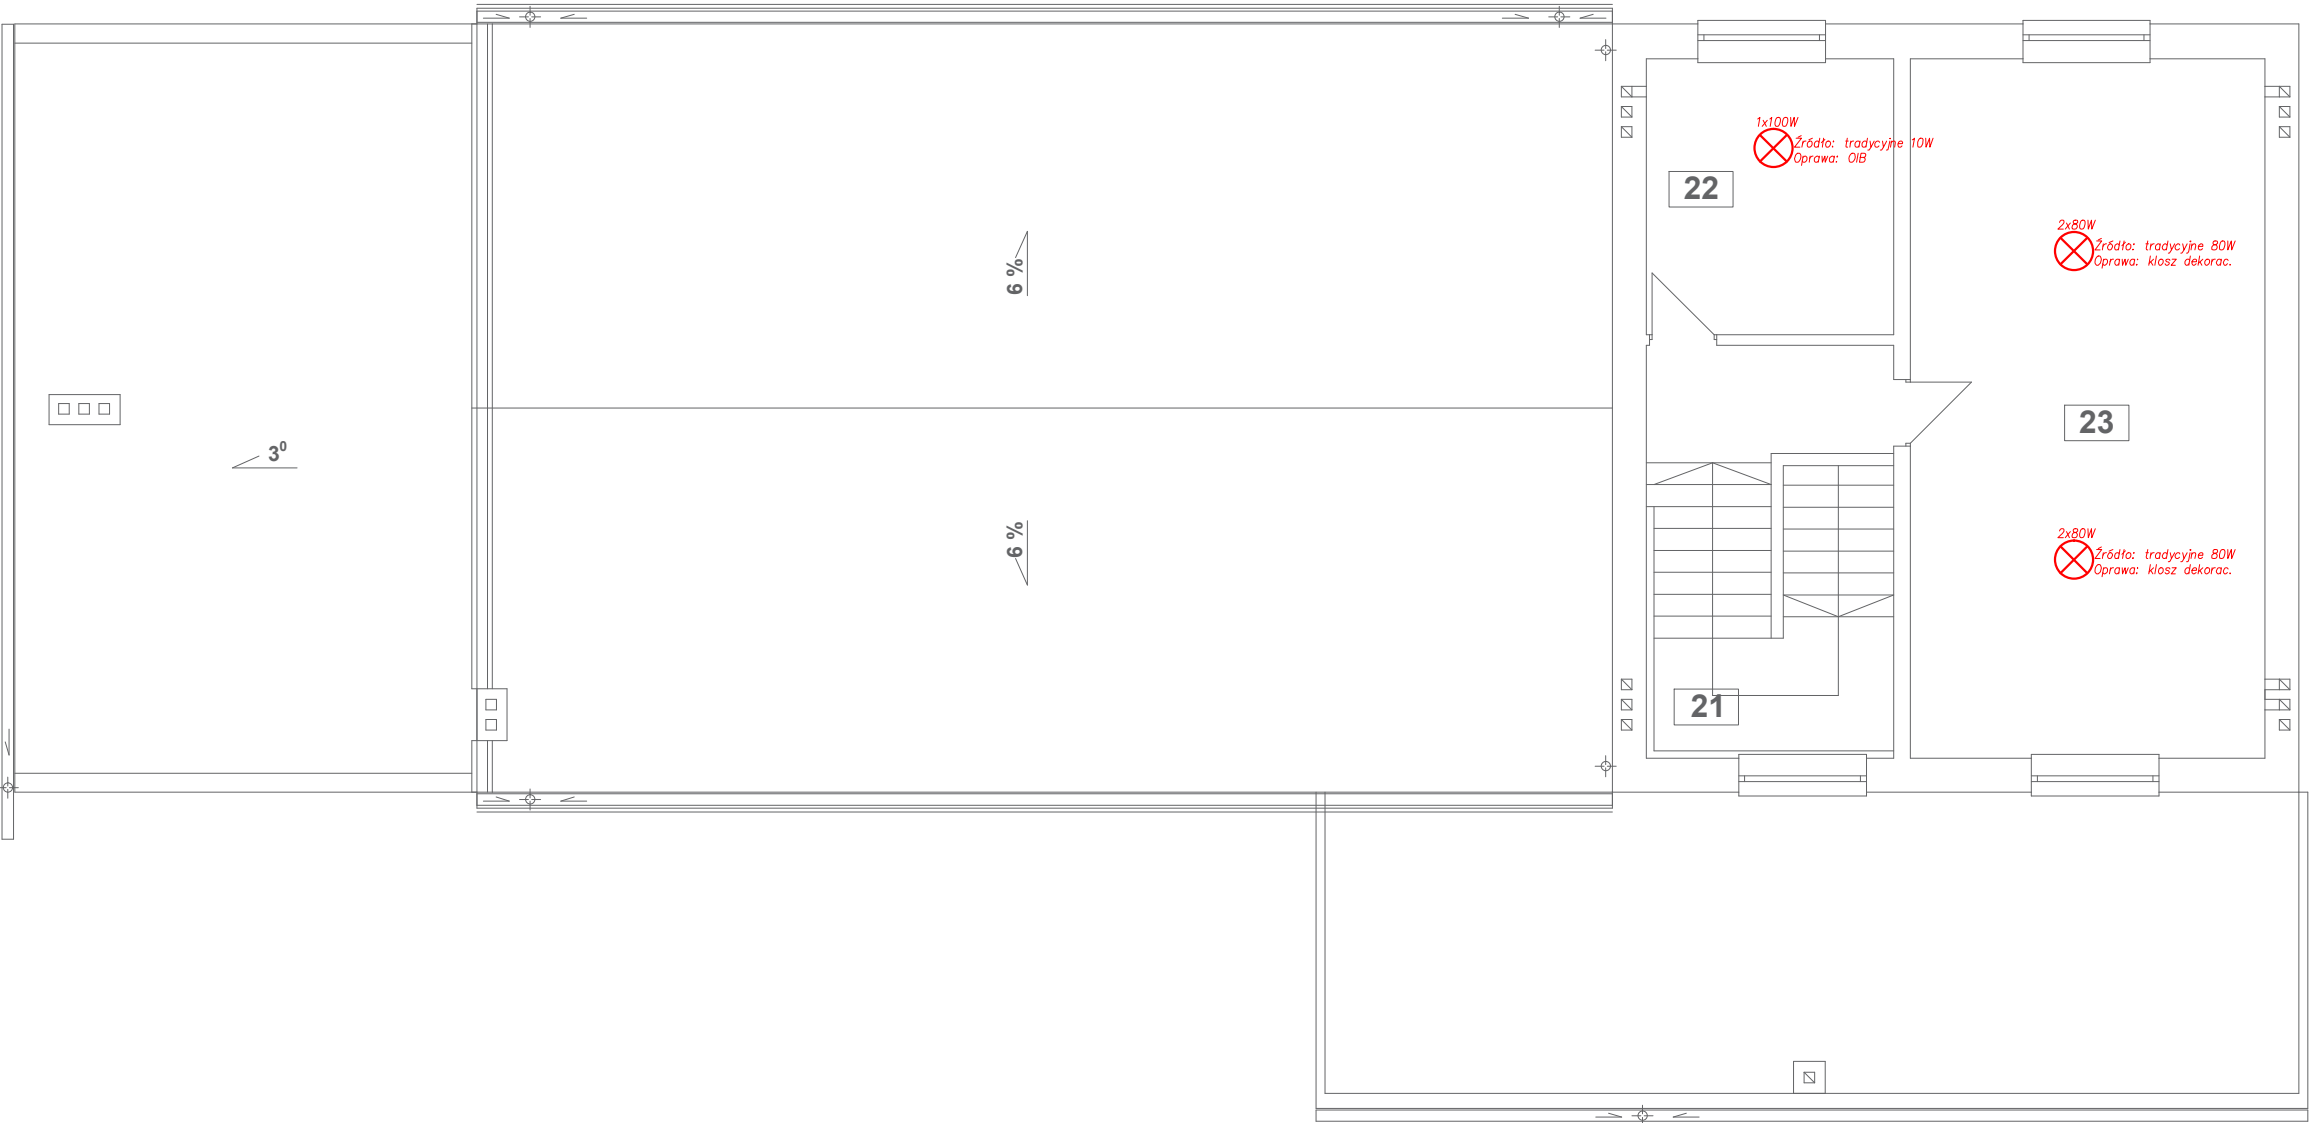 1x100W
Źródło: tradycyjne 10W
Oprawa: OIB
22
2x80W
Źródło: tradycyjne 80W
Oprawa: klosz dekorac.
6 %
23
3⁰
6 %
2x80W
Źródło: tradycyjne 80W
Oprawa: klosz dekorac.
21